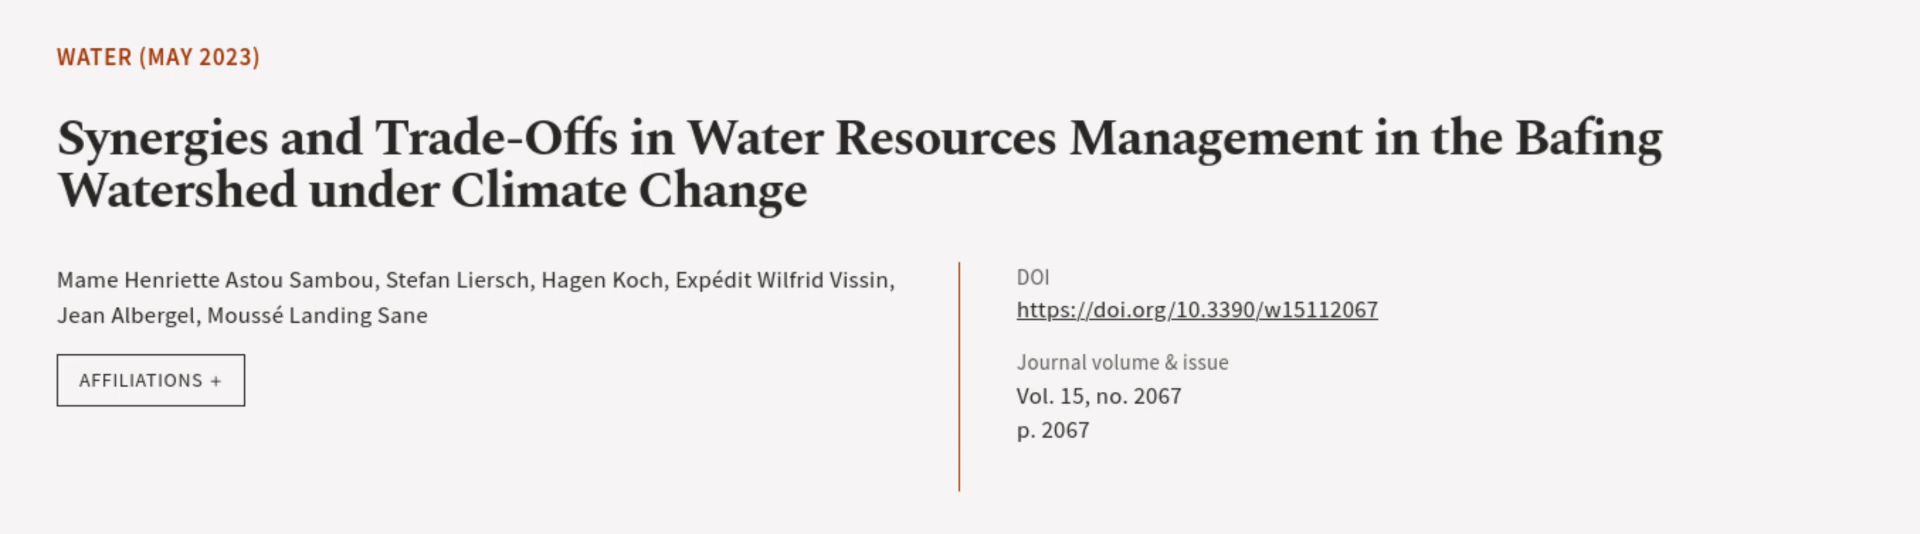 WATER (MAY 2023)
Synergies and Trade-Offs in Water Resources Management in the Bafing
Watershed under Climate Change
Mame Henriette Astou Sambou, Stefan Liersch, Hagen Koch, Expédit Wilfrid Vissin,
Jean Albergel, Moussé Landing Sane
AFFILIATIONS +
DOI
https://doi.org/10.3390/w15112067
Journal volume & issue
Vol. 15, no. 2067
p. 2067